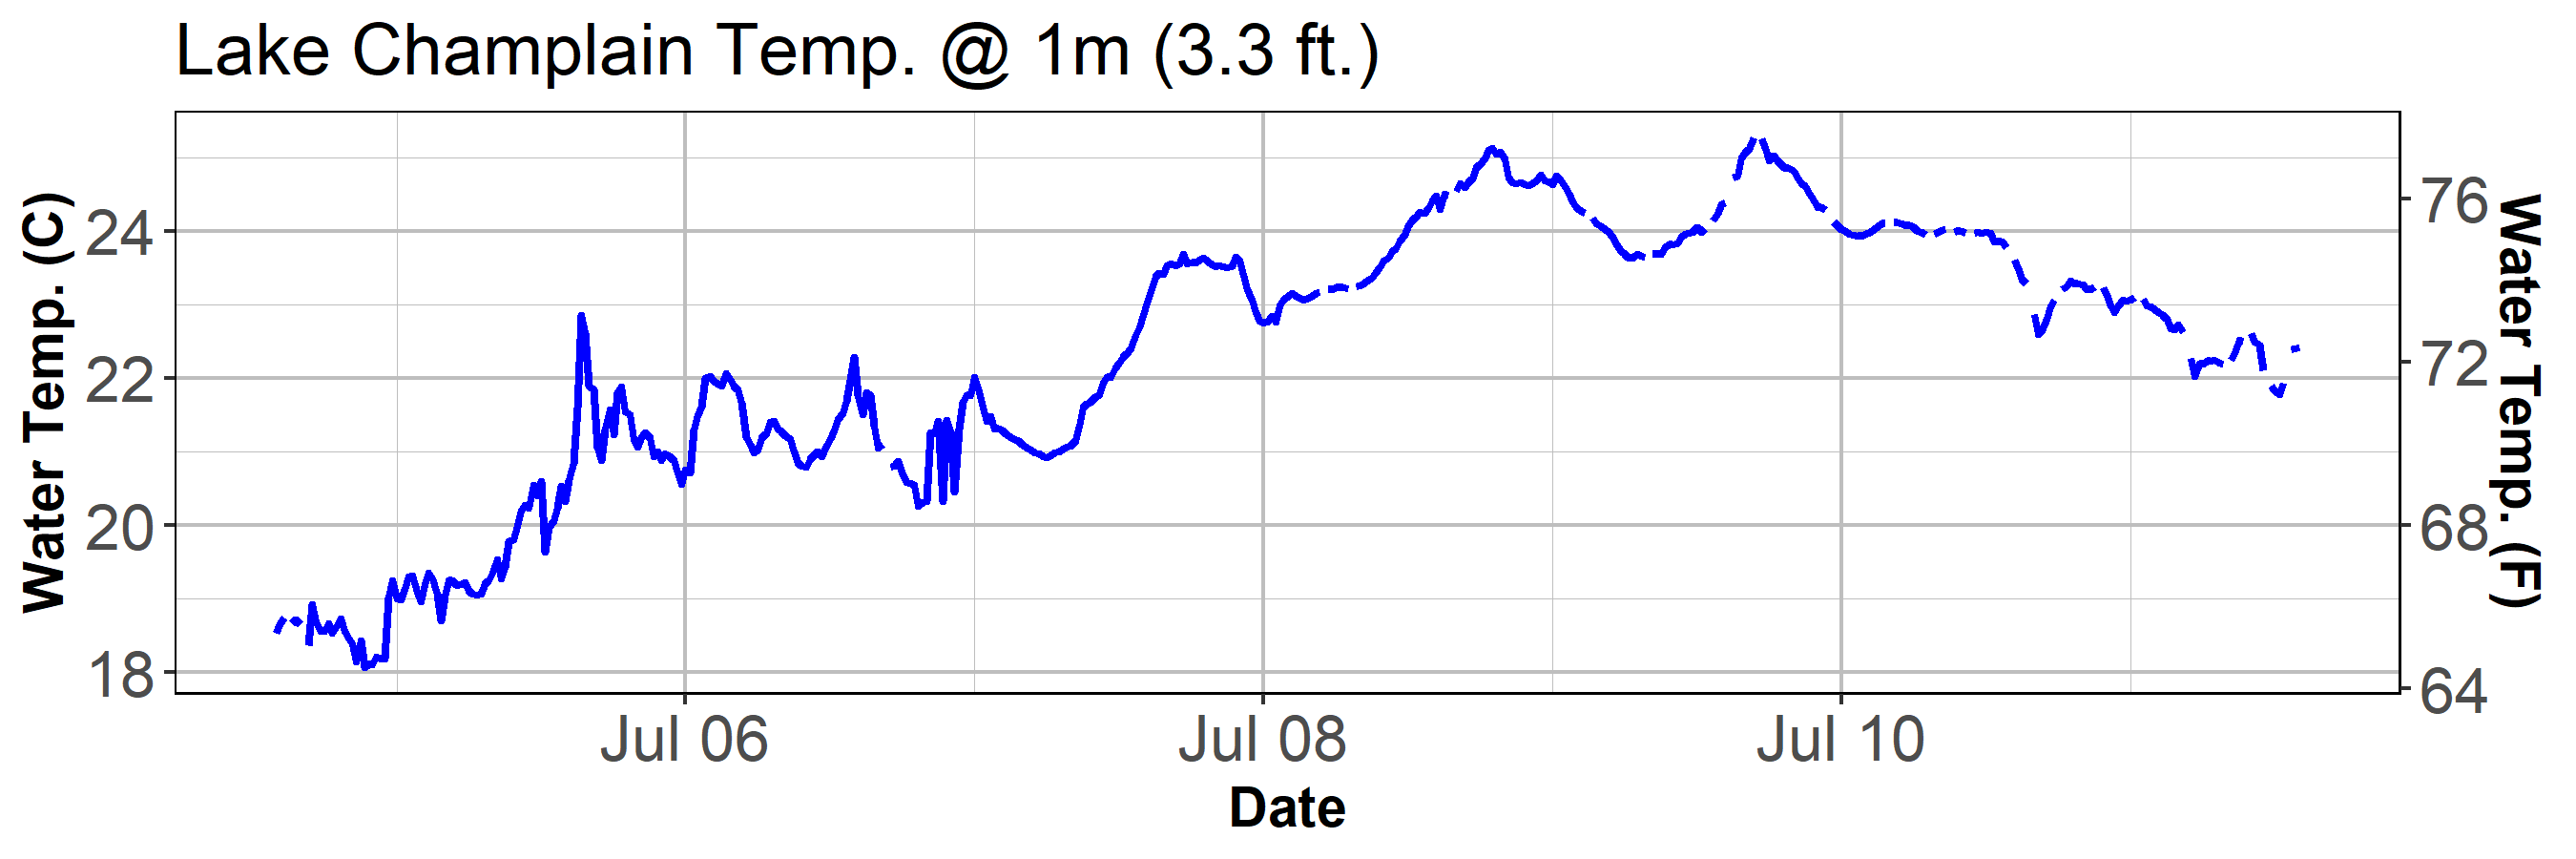 Lake Champlain Temp. @ 1m (3.3 ft.)
Water Temp. (C)
24
22
20
18
76
72
68
64
Water Temp. (F)
Jul 06 Jul 08 Jul 10
Date